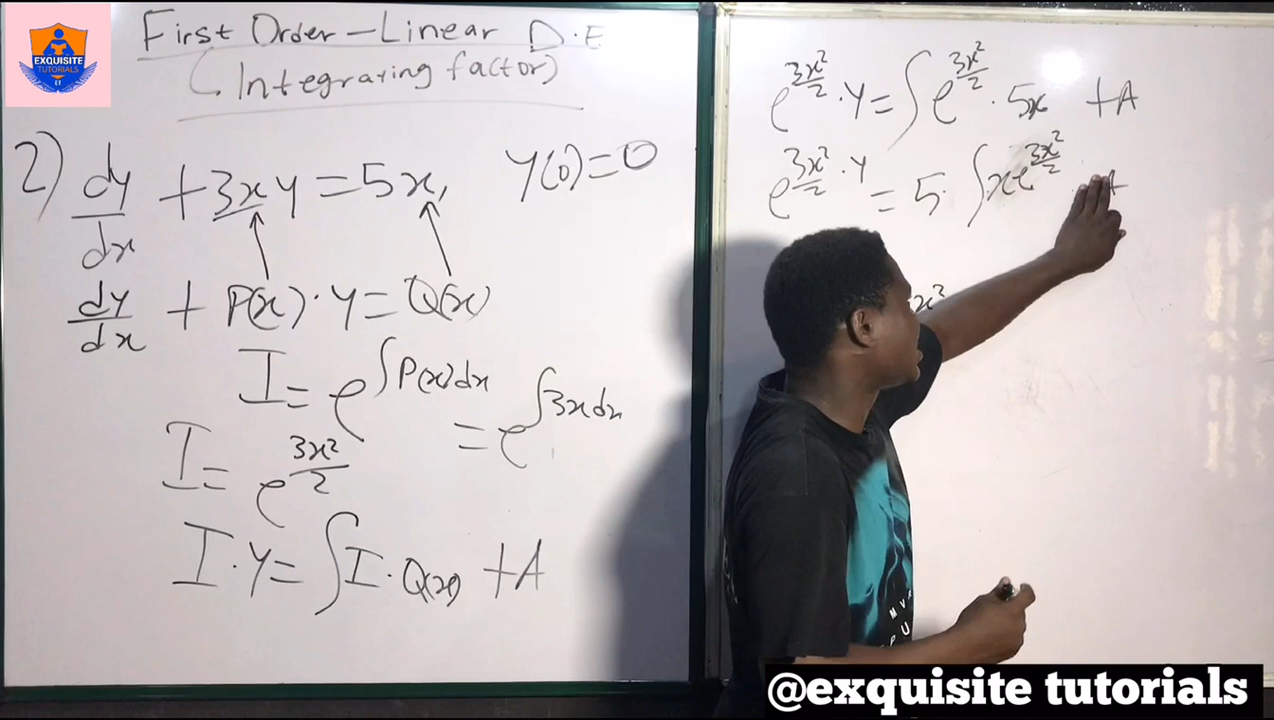 EXQUISITE
TUTORIALS
First Order - Linear D.E
(Integrating factor)
2) dy/dx + 3xy = 5x, y(0) = 0
dy/dx + P(x)·y = Q(x)
I = e^∫P(x)dx = e^∫3xdx
I = e^3x²/2
I·y = ∫I·Q(x) + A
e^3x²/2 · y = ∫e^3x²/2 · 5x + A
e^3x²/2 · y = 5·∫xe^3x²/2
@exquisite tutorials